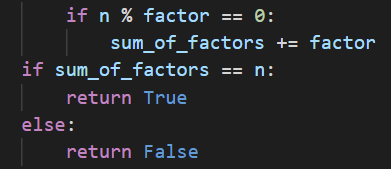 if n % factor == 0:
sum_of_factors += factor
if sum_of_factors == n:
return True
else:
return False